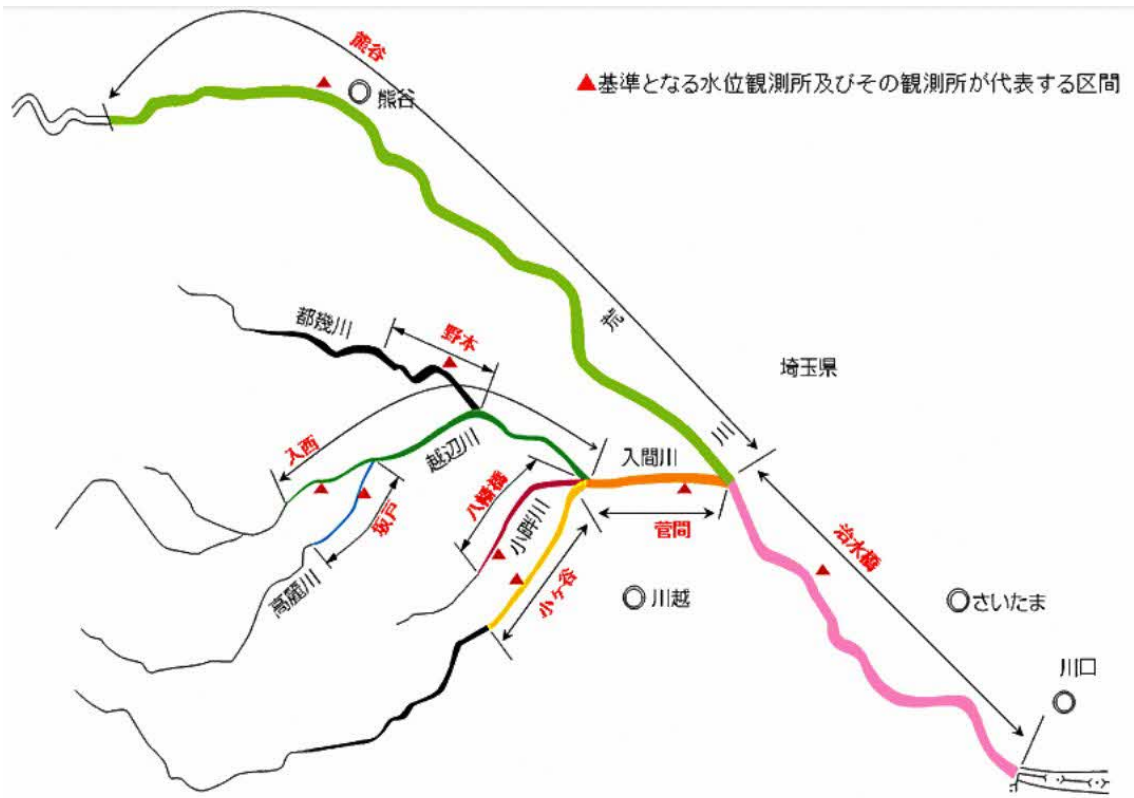 熊谷
熊谷
▲基準となる水位観測所及びその観測所が代表する区間
都幾川
野本
荒
川
埼玉県
入西
越辺川
入間川
八幡橋
小畔川
坂戸
菅間
治水橋
高麗川
小ヶ谷
川越
さいたま
川口